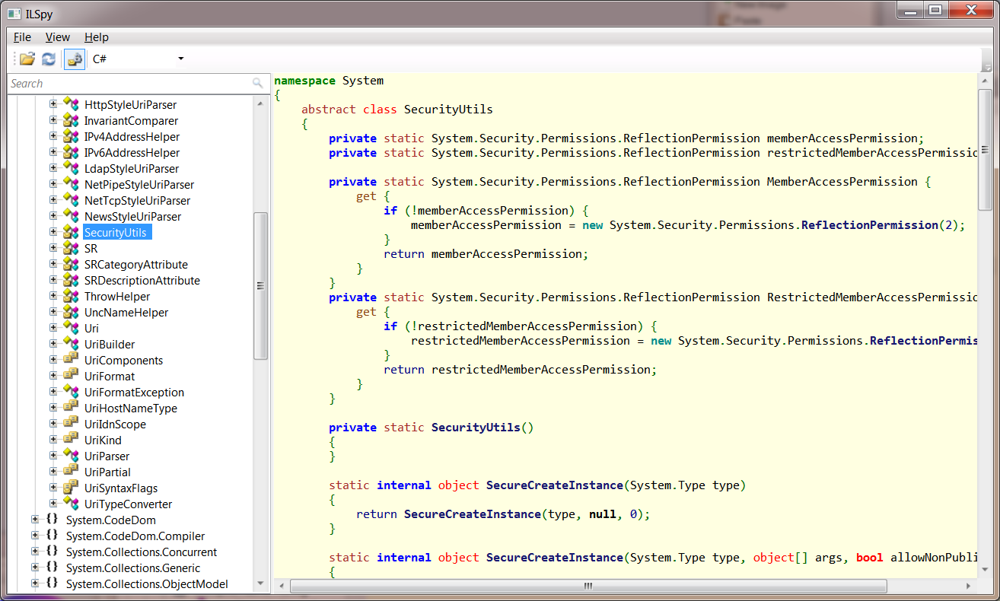 ILSpy
File View Help
C#
Search
HttpStyleUriParser
InvariantComparer
IPv4AddressHelper
IPv6AddressHelper
LdapStyleUriParser
NetPipeStyleUriParser
NetTcpStyleUriParser
NewsStyleUriParser
SecurityUtils
SR
SRCategoryAttribute
SRDescriptionAttribute
ThrowHelper
UncNameHelper
Uri
UriBuilder
UriComponents
UriFormat
UriFormatException
UriHostNameType
UriIdnScope
UriKind
UriParser
UriPartial
UriSyntaxFlags
UriTypeConverter
{} System.CodeDom
{} System.CodeDom.Compiler
{} System.Collections.Concurrent
{} System.Collections.Generic
{} System.Collections.ObjectModel
namespace System
{
abstract class SecurityUtils
{
private static System.Security.Permissions.ReflectionPermission memberAccessPermission;
private static System.Security.Permissions.ReflectionPermission restrictedMemberAccessPermissio
private static System.Security.Permissions.ReflectionPermission MemberAccessPermission {
get {
if (!memberAccessPermission) {
memberAccessPermission = new System.Security.Permissions.ReflectionPermission(2);
}
return memberAccessPermission;
}
}
private static System.Security.Permissions.ReflectionPermission RestrictedMemberAccessPermissio
get {
if (!restrictedMemberAccessPermission) {
restrictedMemberAccessPermission = new System.Security.Permissions.ReflectionPermis
}
return restrictedMemberAccessPermission;
}
}
private static SecurityUtils()
{
}
static internal object SecureCreateInstance(System.Type type)
{
return SecureCreateInstance(type, null, 0);
}
static internal object SecureCreateInstance(System.Type type, object[] args, bool allowNonPubli
{